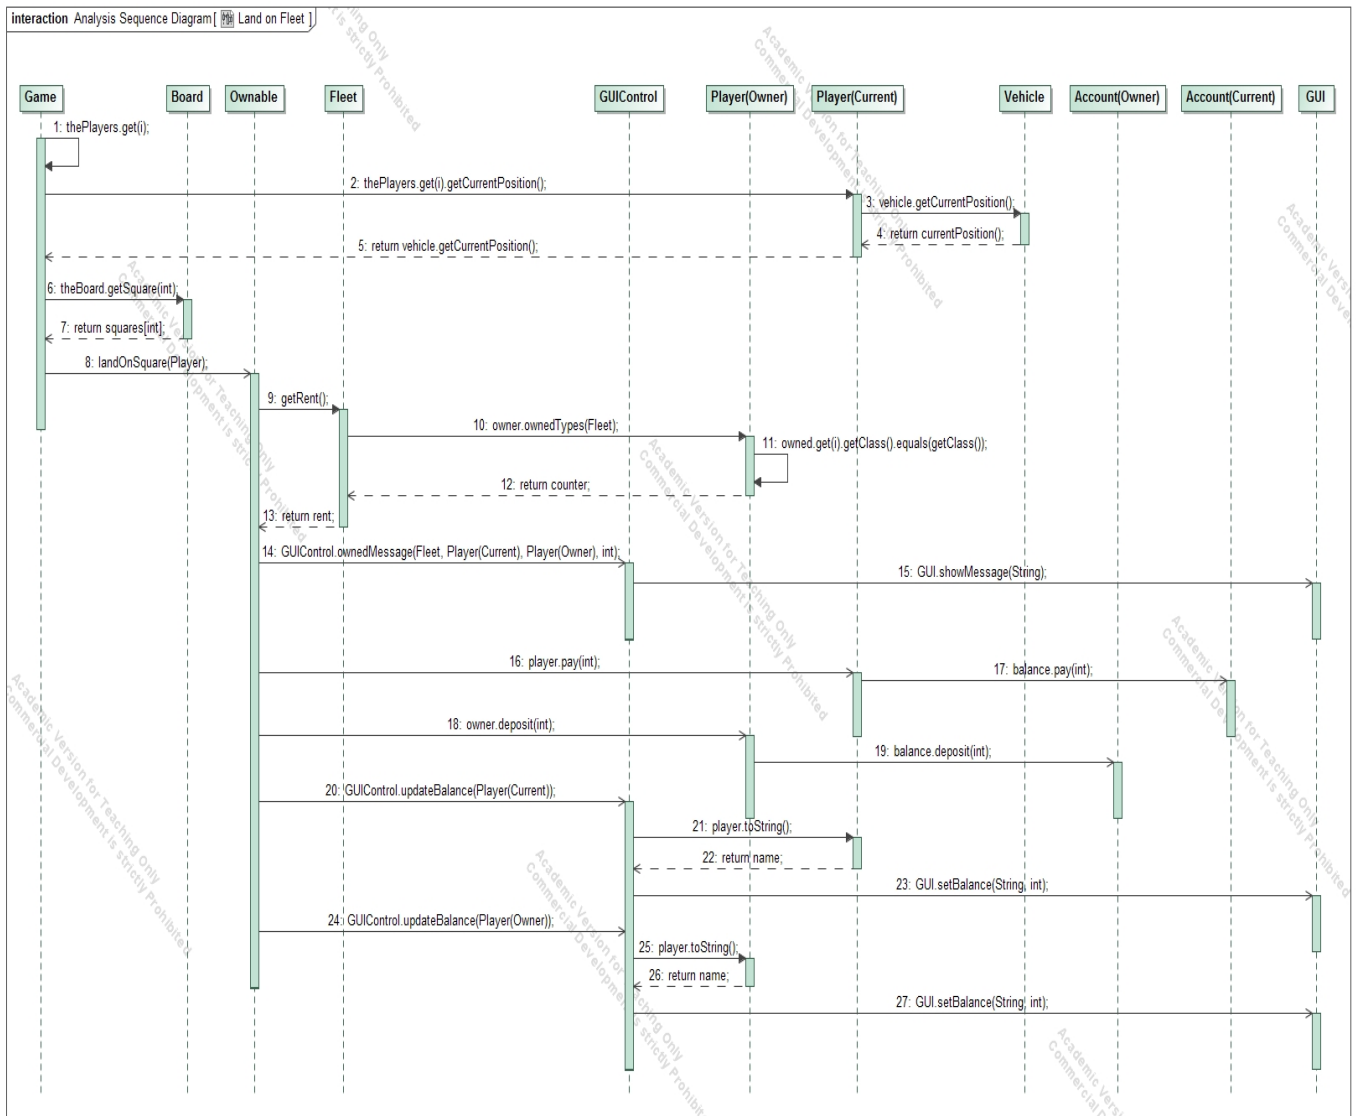 interaction Analysis Sequence Diagram[ Land on Fleet ]
Game
Board
Ownable
Fleet
GUIControl
Player(Owner)
Player(Current)
Vehicle
Account(Owner)
Account(Current)
GUI
1: thePlayers.get(i);
2: thePlayers.get(i).getCurrentPosition();
3: vehicle.getCurrentPosition();
4: return currentPosition();
5: return vehicle.getCurrentPosition();
6: theBoard.getSquare(int);
7: return squares[int];
8: landOnSquare(Player);
9: getRent();
10: owner.ownedTypes(Fleet);
11: owned.get(i).getClass().equals(getClass());
12: return counter;
13: return rent;
14: GUIControl.ownedMessage(Fleet, Player(Current), Player(Owner), int);
15: GUI.showMessage(String);
16: player.pay(int);
17: balance.pay(int);
18: owner.deposit(int);
19: balance.deposit(int);
20: GUIControl.updateBalance(Player(Current));
21: player.toString();
22: return name;
23: GUI.setBalance(String, int);
24: GUIControl.updateBalance(Player(Owner));
25: player.toString();
26: return name;
27: GUI.setBalance(String, int);
Academic Version for Teaching Only
Commercial Development is strictly Prohibited